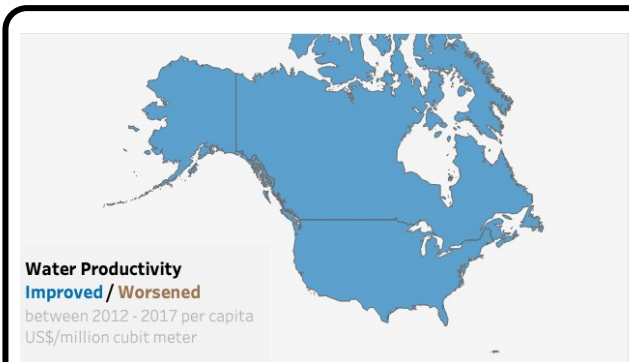 Water Productivity
Improved / Worsened
between 2012 - 2017 per capita
US$/million cubit meter